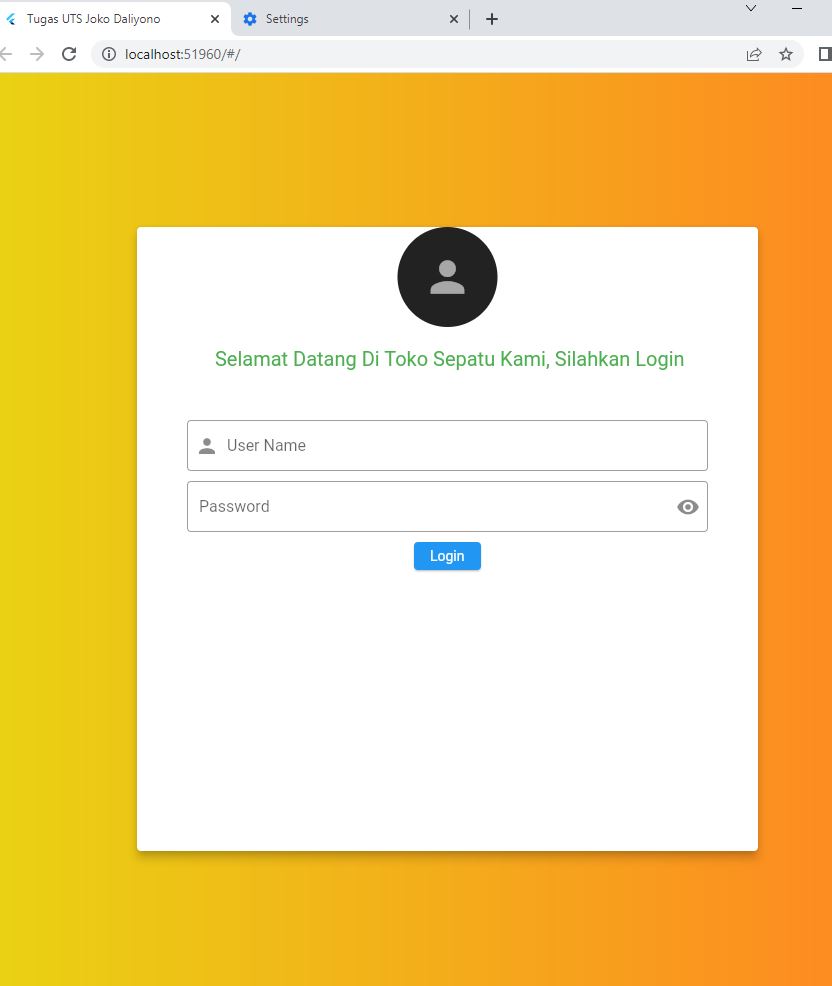 Tugas UTS Joko Daliyono
Settings
localhost:51960/#/
Selamat Datang Di Toko Sepatu Kami, Silahkan Login
User Name
Password
Login